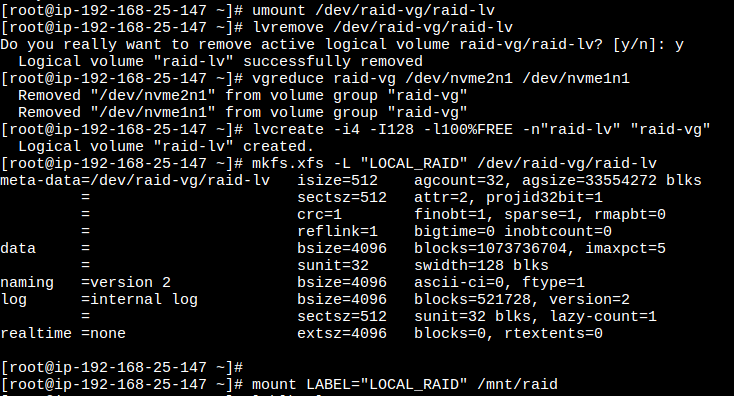 [root@ip-192-168-25-147 ~]# umount /dev/raid-vg/raid-lv
[root@ip-192-168-25-147 ~]# lvremove /dev/raid-vg/raid-lv
Do you really want to remove active logical volume raid-vg/raid-lv? [y/n]: y
  Logical volume "raid-lv" successfully removed
[root@ip-192-168-25-147 ~]# vgreduce raid-vg /dev/nvme2n1 /dev/nvme1n1
  Removed "/dev/nvme2n1" from volume group "raid-vg"
  Removed "/dev/nvme1n1" from volume group "raid-vg"
[root@ip-192-168-25-147 ~]# lvcreate -i4 -I128 -l100%FREE -n"raid-lv" "raid-vg"
  Logical volume "raid-lv" created.
[root@ip-192-168-25-147 ~]# mkfs.xfs -L "LOCAL_RAID" /dev/raid-vg/raid-lv
meta-data=/dev/raid-vg/raid-lv   isize=512    agcount=32, agsize=33554272 blks
         =                       sectsz=512   attr=2, projid32bit=1
         =                       crc=1        finobt=1, sparse=1, rmapbt=0
         =                       reflink=1    bigtime=0 inobtcount=0
data     =                       bsize=4096   blocks=1073736704, imaxpct=5
         =                       sunit=32     swidth=128 blks
naming   =version 2              bsize=4096   ascii-ci=0, ftype=1
log      =internal log           bsize=4096   blocks=521728, version=2
         =                       sectsz=512   sunit=32 blks, lazy-count=1
realtime =none                   extsz=4096   blocks=0, rtextents=0
[root@ip-192-168-25-147 ~]#
[root@ip-192-168-25-147 ~]# mount LABEL="LOCAL_RAID" /mnt/raid